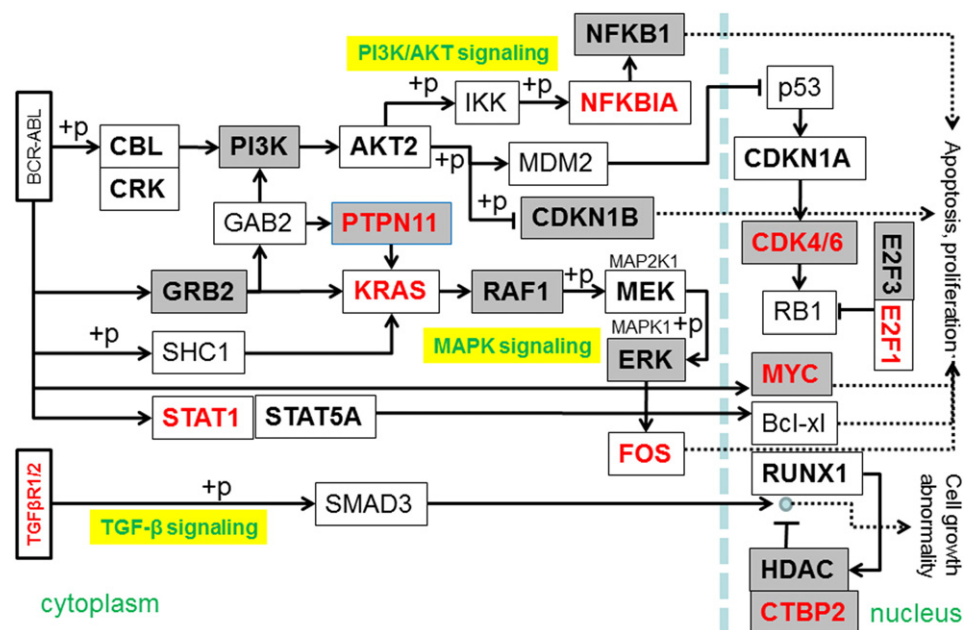 NFKB1
PI3K/AKT signaling
+p
+p
IKK
NFKBIA
p53
BCR-ABL
+p
CBL
CRK
PI3K
AKT2
+p
MDM2
CDKN1A
+p
CDKN1B
GAB2
PTPN11
CDK4/6
E2F3
E2F1
Apoptosis, proliferation
GRB2
KRAS
RAF1
+p
MAP2K1
MEK
RB1
+p
SHC1
MAPK signaling
MAPK1
+p
ERK
MYC
STAT1
STAT5A
Bcl-xl
FOS
TGFβR1/2
+p
TGF-β signaling
SMAD3
RUNX1
Cell growth
abnormality
HDAC
CTBP2
cytoplasm
nucleus